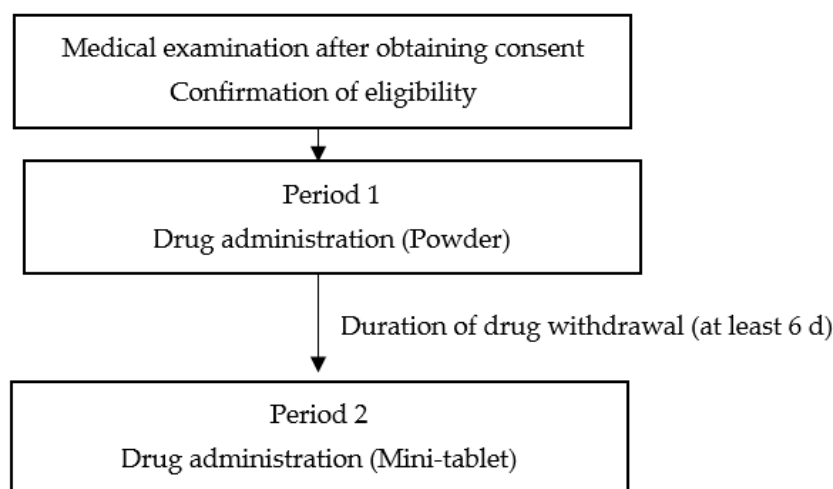 Medical examination after obtaining consent
Confirmation of eligibility
Period 1
Drug administration (Powder)
Duration of drug withdrawal (at least 6 d)
Period 2
Drug administration (Mini-tablet)